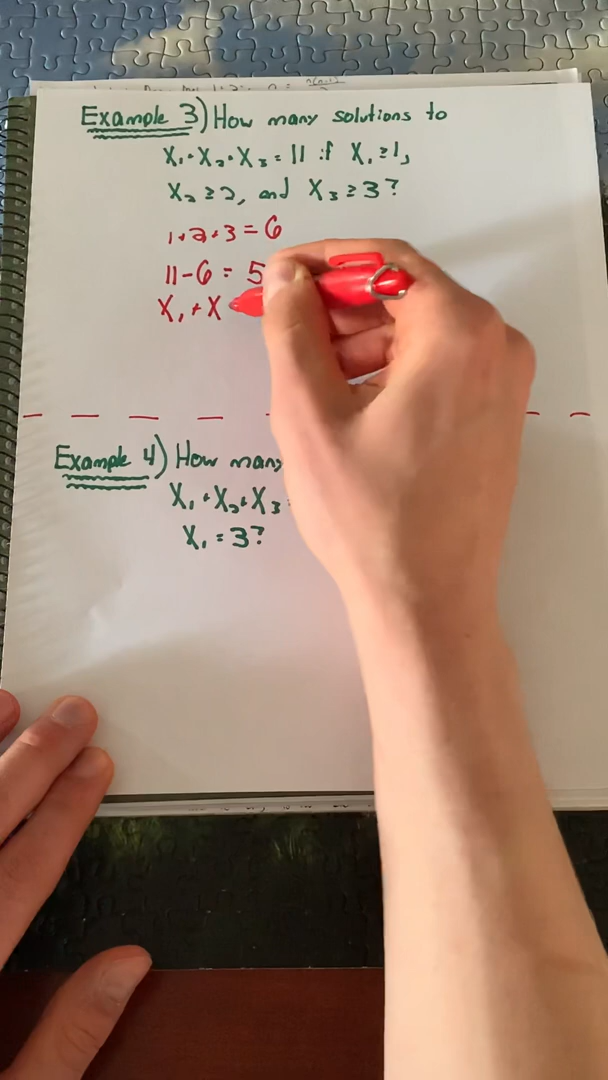 Example 3) How many solutions to
X₁+X₂+X₃=11 if X₁≥1,
X₂≥2, and X₃≥3?
1+2+3=6
11-6=5
X₁+X
Example 4) How many
X₁+X₂+X₃
X₁=3?